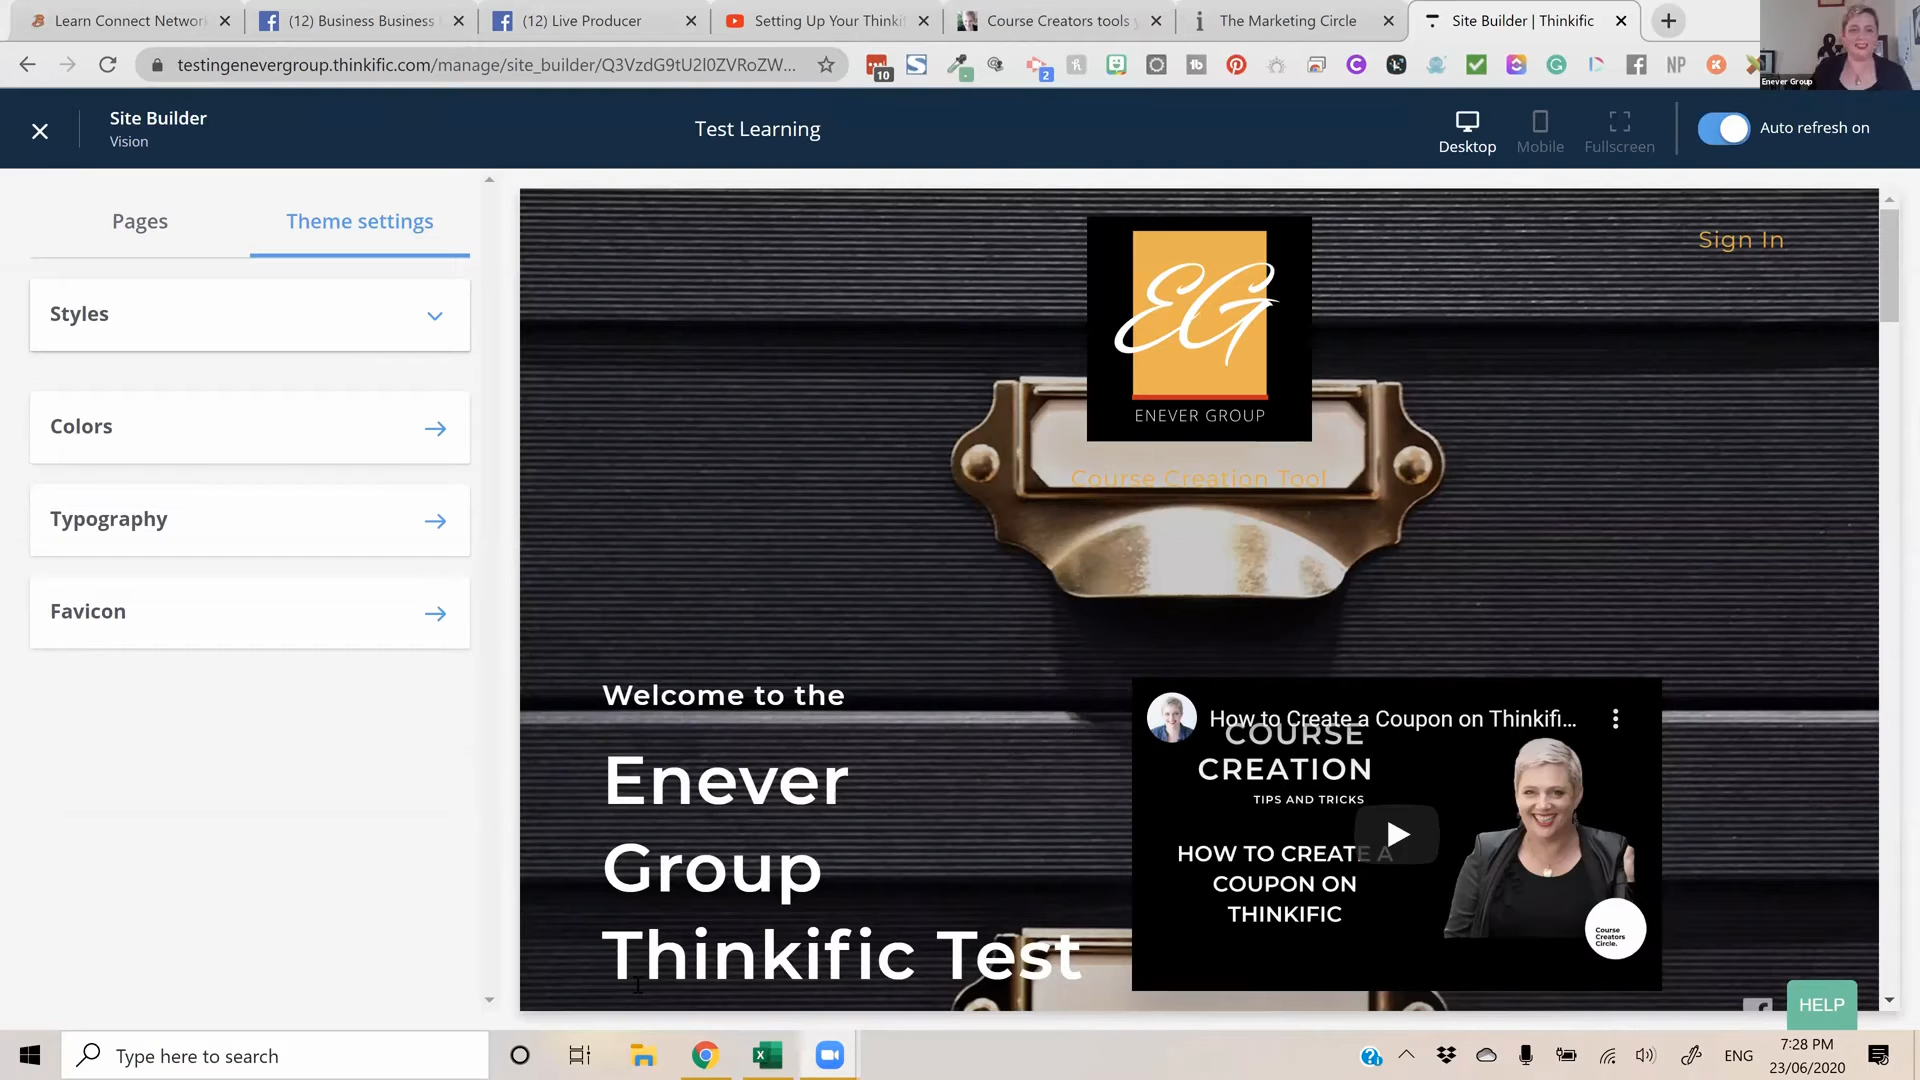 Learn Connect Network
(12) Business Business
(12) Live Producer
Setting Up Your Thinkif
Course Creators tools
The Marketing Circle
Site Builder | Thinkific
testingenevergroup.thinkific.com/manage/site_builder/Q3VzdG9tU2l0ZVRoZW...
10
2
NP
Enever Group
Site Builder
Vision
Test Learning
Desktop
Mobile
Fullscreen
Auto refresh on
Pages
Theme settings
Styles
Colors
Typography
Favicon
Sign In
EG
ENEVER GROUP
Course Creation Tool
Welcome to the
Enever
Group
Thinkific Test
How to Create a Coupon on Thinkifi...
COURSE
CREATION
TIPS AND TRICKS
HOW TO CREATE A
COUPON ON
THINKIFIC
Course
Creators
Circle.
HELP
Type here to search
ENG
7:28 PM
23/06/2020